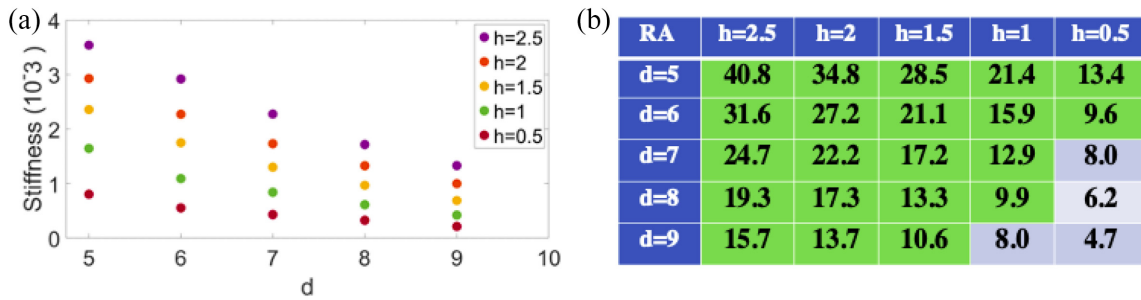 (a)
Stiffness (10^-3)
4
3
2
1
0
5 6 7 8 9 10
d
h=2.5
h=2
h=1.5
h=1
h=0.5
(b)
RA h=2.5 h=2 h=1.5 h=1 h=0.5
d=5 40.8 34.8 28.5 21.4 13.4
d=6 31.6 27.2 21.1 15.9 9.6
d=7 24.7 22.2 17.2 12.9 8.0
d=8 19.3 17.3 13.3 9.9 6.2
d=9 15.7 13.7 10.6 8.0 4.7